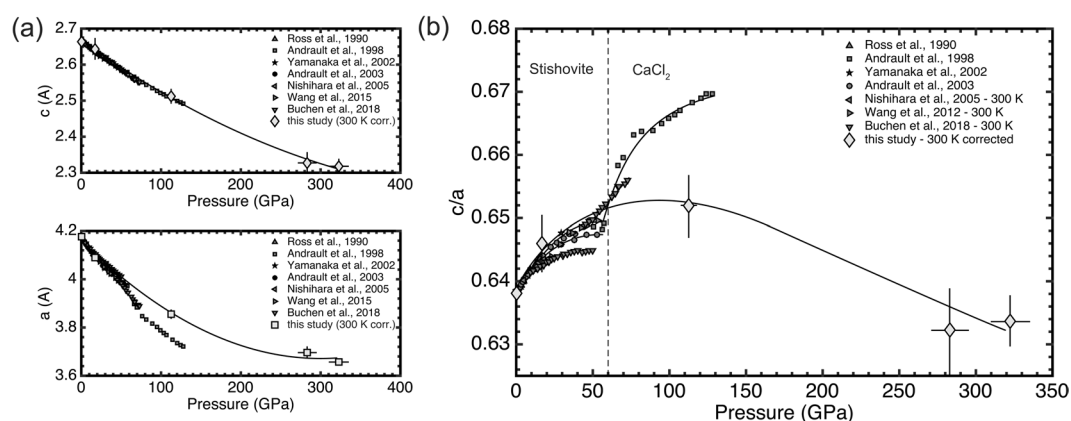 (a)
2.7
2.6
2.5
2.4
2.3
c (A)
Ross et al., 1990
Andrault et al., 1998
Yamanaka et al., 2002
Andrault et al., 2003
Nishihara et al., 2005
Wang et al., 2015
Buchen et al., 2018
this study (300 K corr.)
0 100 200 300 400
Pressure (GPa)
4.2
4
3.8
3.6
a (A)
Ross et al., 1990
Andrault et al., 1998
Yamanaka et al., 2002
Andrault et al., 2003
Nishihara et al., 2005
Wang et al., 2015
Buchen et al., 2018
this study (300 K corr.)
0 100 200 300 400
Pressure (GPa)
(b)
0.68
0.67
0.66
0.65
0.64
0.63
c/a
Stishovite
CaCl2
Ross et al., 1990
Andrault et al., 1998
Yamanaka et al., 2002
Andrault et al., 2003
Nishihara et al., 2005 - 300 K
Wang et al., 2012 - 300 K
Buchen et al., 2018 - 300 K
this study - 300 K corrected
0 50 100 150 200 250 300 350
Pressure (GPa)